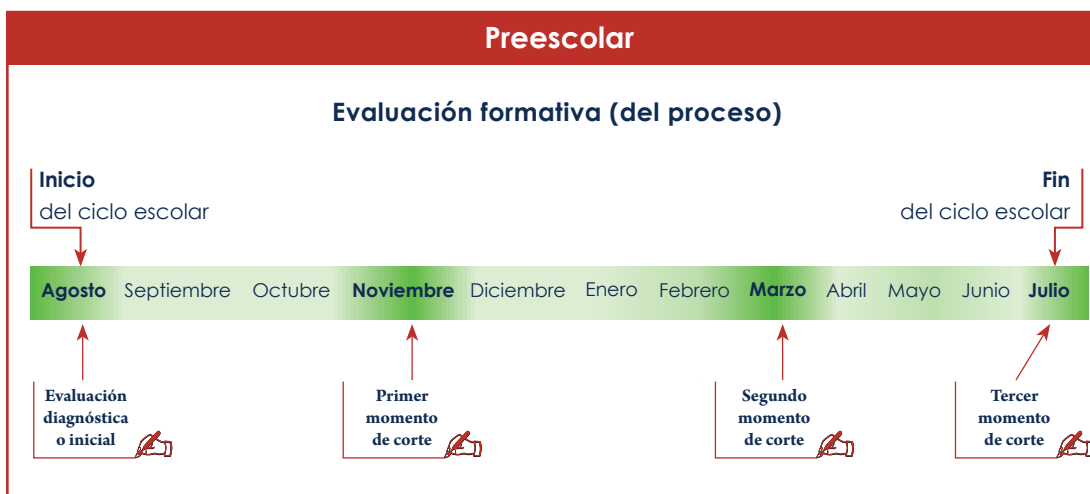 Preescolar
Evaluación formativa (del proceso)
Inicio
del ciclo escolar
Fin
del ciclo escolar
Agosto Septiembre Octubre Noviembre Diciembre Enero Febrero Marzo Abril Mayo Junio Julio
Evaluación
diagnóstica
o inicial
Primer
momento
de corte
Segundo
momento
de corte
Tercer
momento
de corte